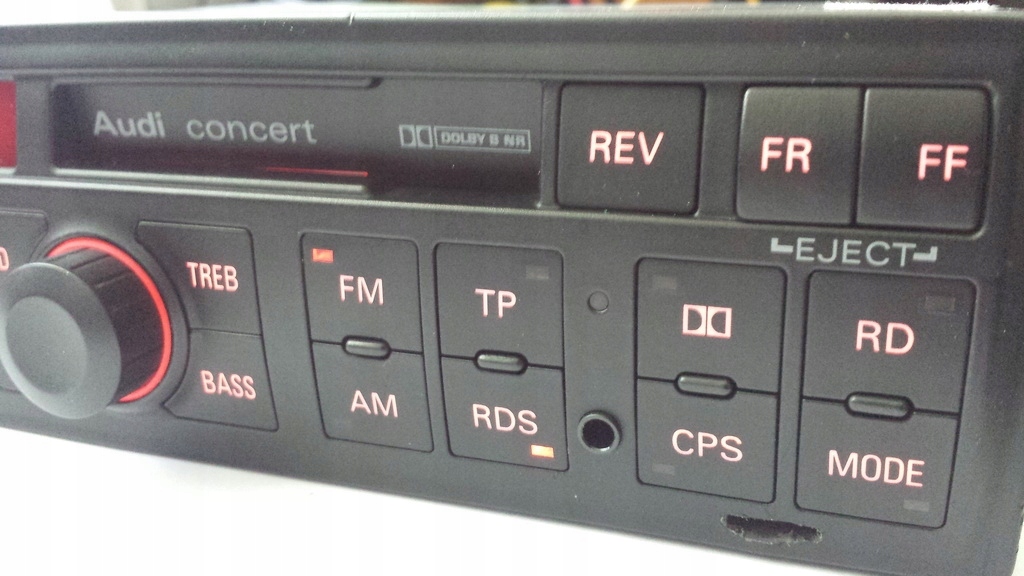 Audi concert
DOLBY B NR
REV
FR
FF
EJECT
TREB
FM
TP
RD
BASS
AM
RDS
CPS
MODE